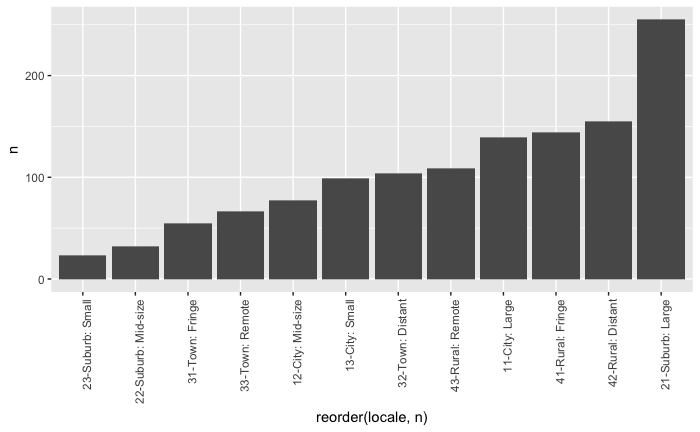 200
100
0
n
23-Suburb: Small
22-Suburb: Mid-size
31-Town: Fringe
33-Town: Remote
12-City: Mid-size
13-City: Small
32-Town: Distant
43-Rural: Remote
11-City: Large
41-Rural: Fringe
42-Rural: Distant
21-Suburb: Large
reorder(locale, n)